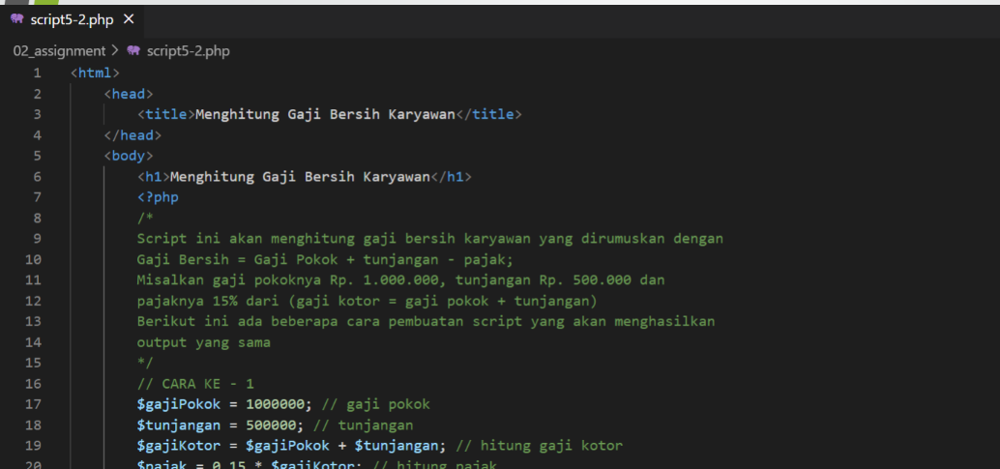 script5-2.php ×
02_assignment > script5-2.php
1 <html>
2 <head>
3 <title>Menghitung Gaji Bersih Karyawan</title>
4 </head>
5 <body>
6 <h1>Menghitung Gaji Bersih Karyawan</h1>
7 <?php
8 /*
9 Script ini akan menghitung gaji bersih karyawan yang dirumuskan dengan
10 Gaji Bersih = Gaji Pokok + tunjangan - pajak;
11 Misalkan gaji pokoknya Rp. 1.000.000, tunjangan Rp. 500.000 dan
12 pajaknya 15% dari (gaji kotor = gaji pokok + tunjangan)
13 Berikut ini ada beberapa cara pembuatan script yang akan menghasilkan
14 output yang sama
15 */
16 // CARA KE - 1
17 $gajiPokok = 1000000; // gaji pokok
18 $tunjangan = 500000; // tunjangan
19 $gajiKotor = $gajiPokok + $tunjangan; // hitung gaji kotor
20 $pajak = 0.15 * $gajiKotor; // hitung pajak